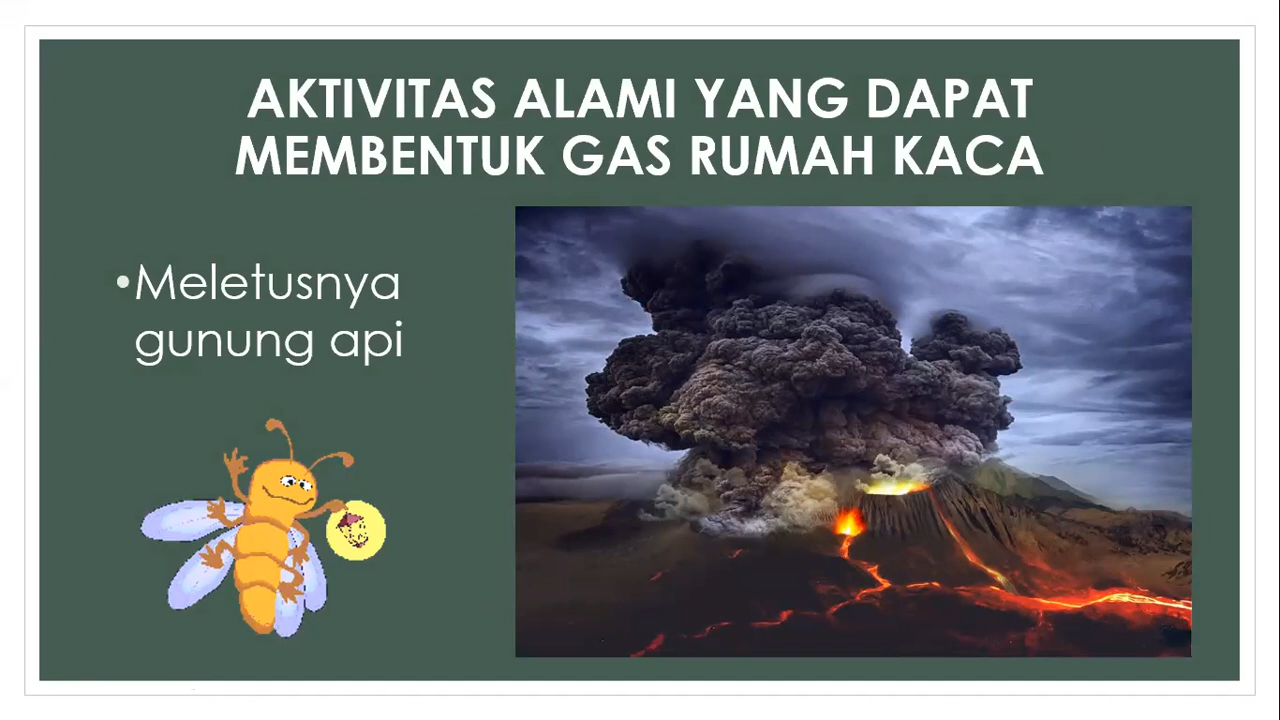 AKTIVITAS ALAMI YANG DAPAT
MEMBENTUK GAS RUMAH KACA
•Meletusnya
gunung api